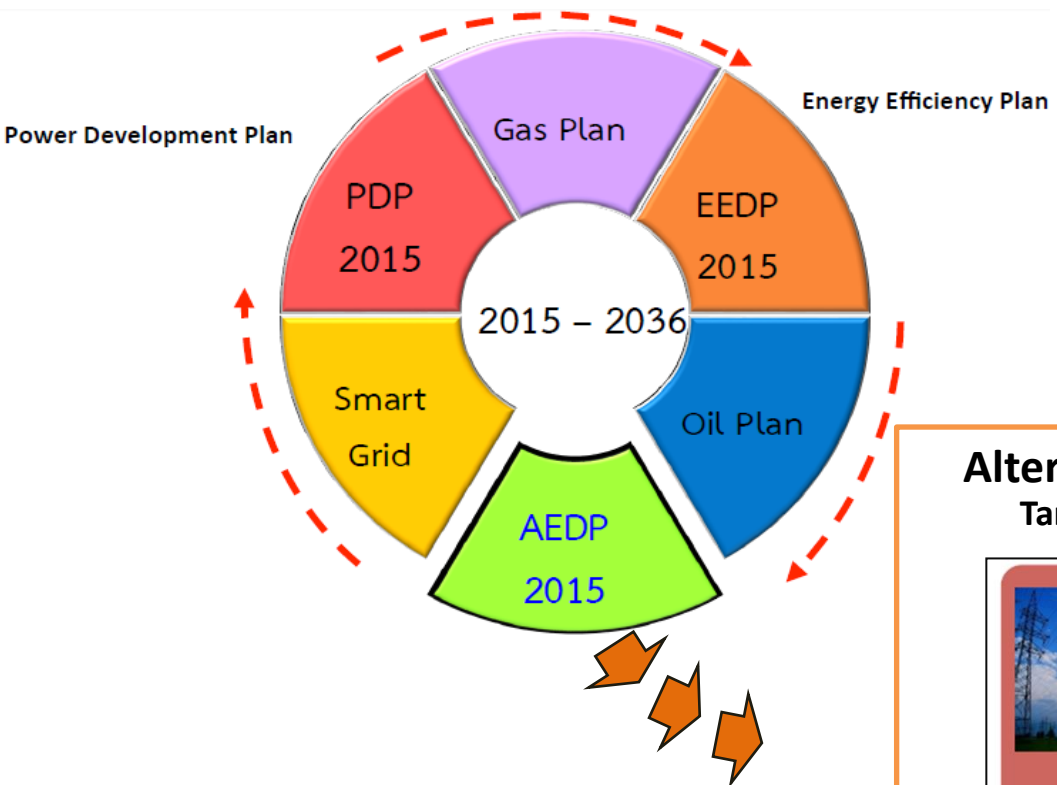 Gas Plan
Energy Efficiency Plan
Power Development Plan
PDP
2015
EEDP
2015
2015 – 2036
Smart
Grid
Oil Plan
AEDP
2015